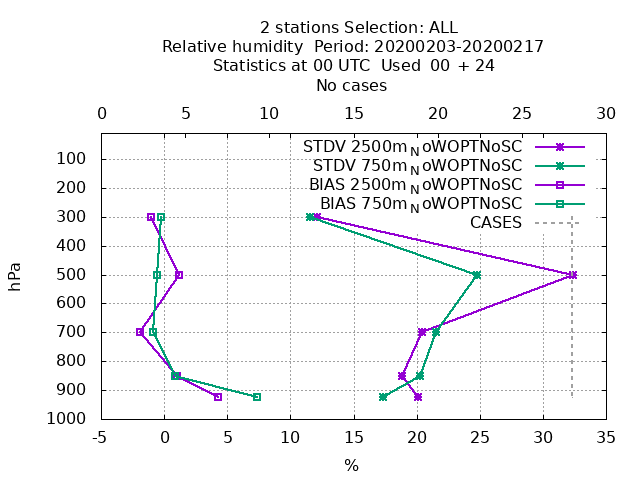 2 stations Selection: ALL
Relative humidity  Period: 20200203-20200217
Statistics at 00 UTC  Used  00 + 24
No cases
0 5 10 15 20 25 30
STDV 2500m_NoWOPTNoSC
STDV 750m_NoWOPTNoSC
BIAS 2500m_NoWOPTNoSC
BIAS 750m_NoWOPTNoSC
CASES
hPa
100
200
300
400
500
600
700
800
900
1000
-5 0 5 10 15 20 25 30 35
%